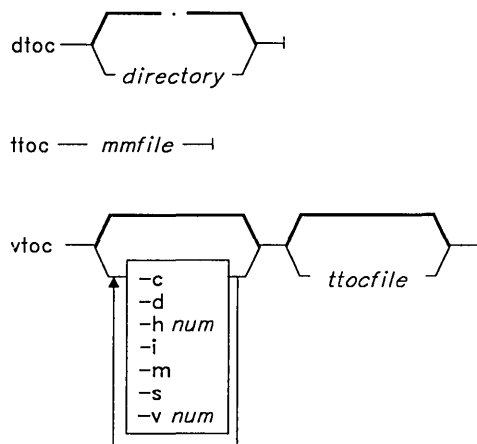 dtoc
.
directory
ttoc mmfile
vtoc
-c
-d
-h num
-i
-m
-s
-v num
ttocfile